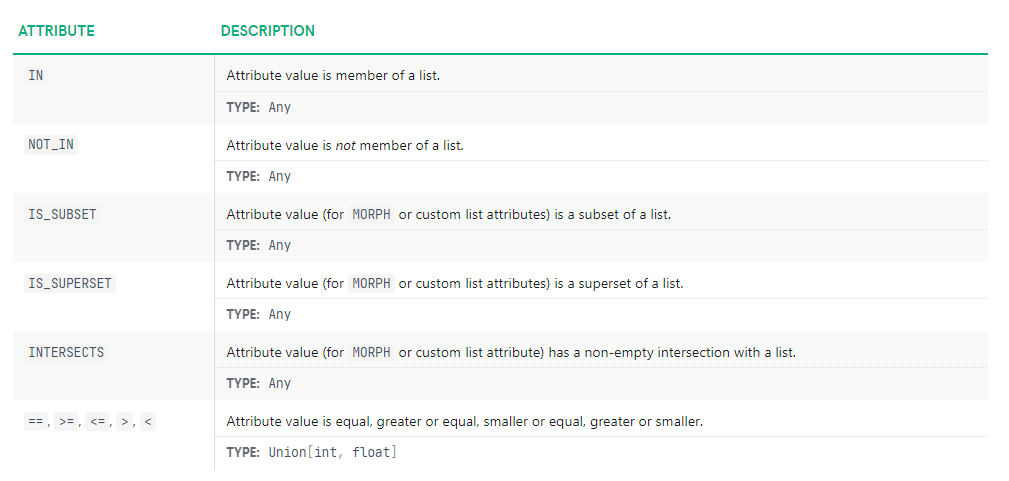 ATTRIBUTE DESCRIPTION
IN Attribute value is member of a list.
TYPE: Any
NOT_IN Attribute value is not member of a list.
TYPE: Any
IS_SUBSET Attribute value (for MORPH or custom list attributes) is a subset of a list.
TYPE: Any
IS_SUPERSET Attribute value (for MORPH or custom list attributes) is a superset of a list.
TYPE: Any
INTERSECTS Attribute value (for MORPH or custom list attribute) has a non-empty intersection with a list.
TYPE: Any
==, >=, <=, >, < Attribute value is equal, greater or equal, smaller or equal, greater or smaller.
TYPE: Union[int, float]